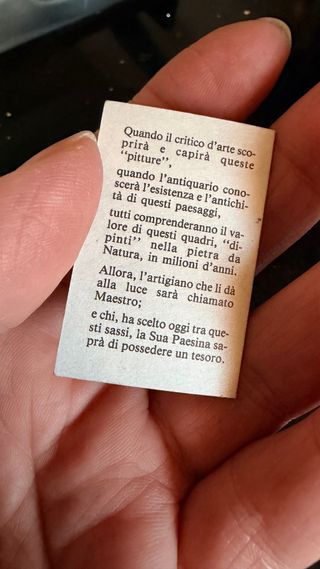 Quando il critico d'arte sco-
prirà e capirà queste
"pitture",
quando l'antiquario cono-
scerà l'esistenza e l'antichi-
tà di questi paesaggi,
tutti comprenderanno il va-
lore di questi quadri, "di-
pinti" nella pietra da
Natura, in milioni d'anni.
Allora, l'artigiano che li dà
alla luce sarà chiamato
Maestro;
e chi, ha scelto oggi tra que-
sti sassi, la Sua Paesina sa-
prà di possedere un tesoro.